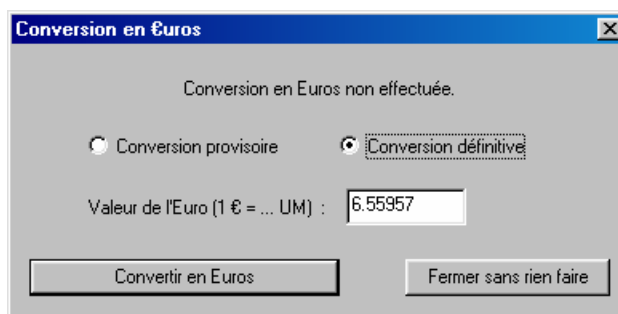 Conversion en €uros
Conversion en Euros non effectuée.
Conversion provisoire Conversion définitive
Valeur de l'Euro (1 € = ... UM) : 6.55957
Convertir en Euros Fermer sans rien faire